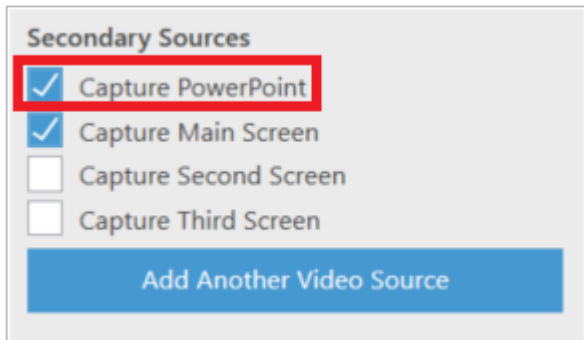 Secondary Sources
Capture PowerPoint
Capture Main Screen
Capture Second Screen
Capture Third Screen
Add Another Video Source